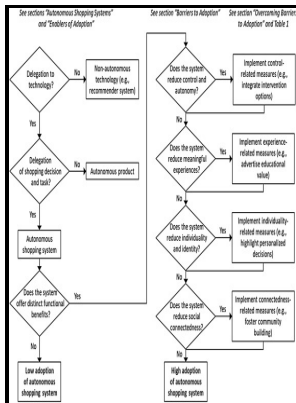 See sections "Autonomous Shopping Systems"
and "Enablers of Adoption"
Delegation to
technology?
No
Non-autonomous
technology (e.g.,
recommender system)
Yes
Delegation
of shopping decision
and task?
No
Autonomous product
Yes
Autonomous
shopping system
Does the system
offer distinct functional
benefits?
Yes
No
Low adoption of
autonomous
shopping system
See section "Barriers to Adoption"
Does the system
reduce control and
autonomy?
Yes
No
Does the system
reduce meaningful
experiences?
Yes
No
Does the system
reduce individuality
and identity?
Yes
No
Does the system
reduce social
connectedness?
Yes
No
High adoption of
autonomous
shopping system
See section "Overcoming Barriers
to Adoption" and Table 1
Implement control-
related measures (e.g.,
integrate intervention
options)
Implement experience-
related measures (e.g.,
advertise educational
value)
Implement individuality-
related measures (e.g.,
highlight personalized
decisions)
Implement connectedness-
related measures (e.g.,
foster community
building)